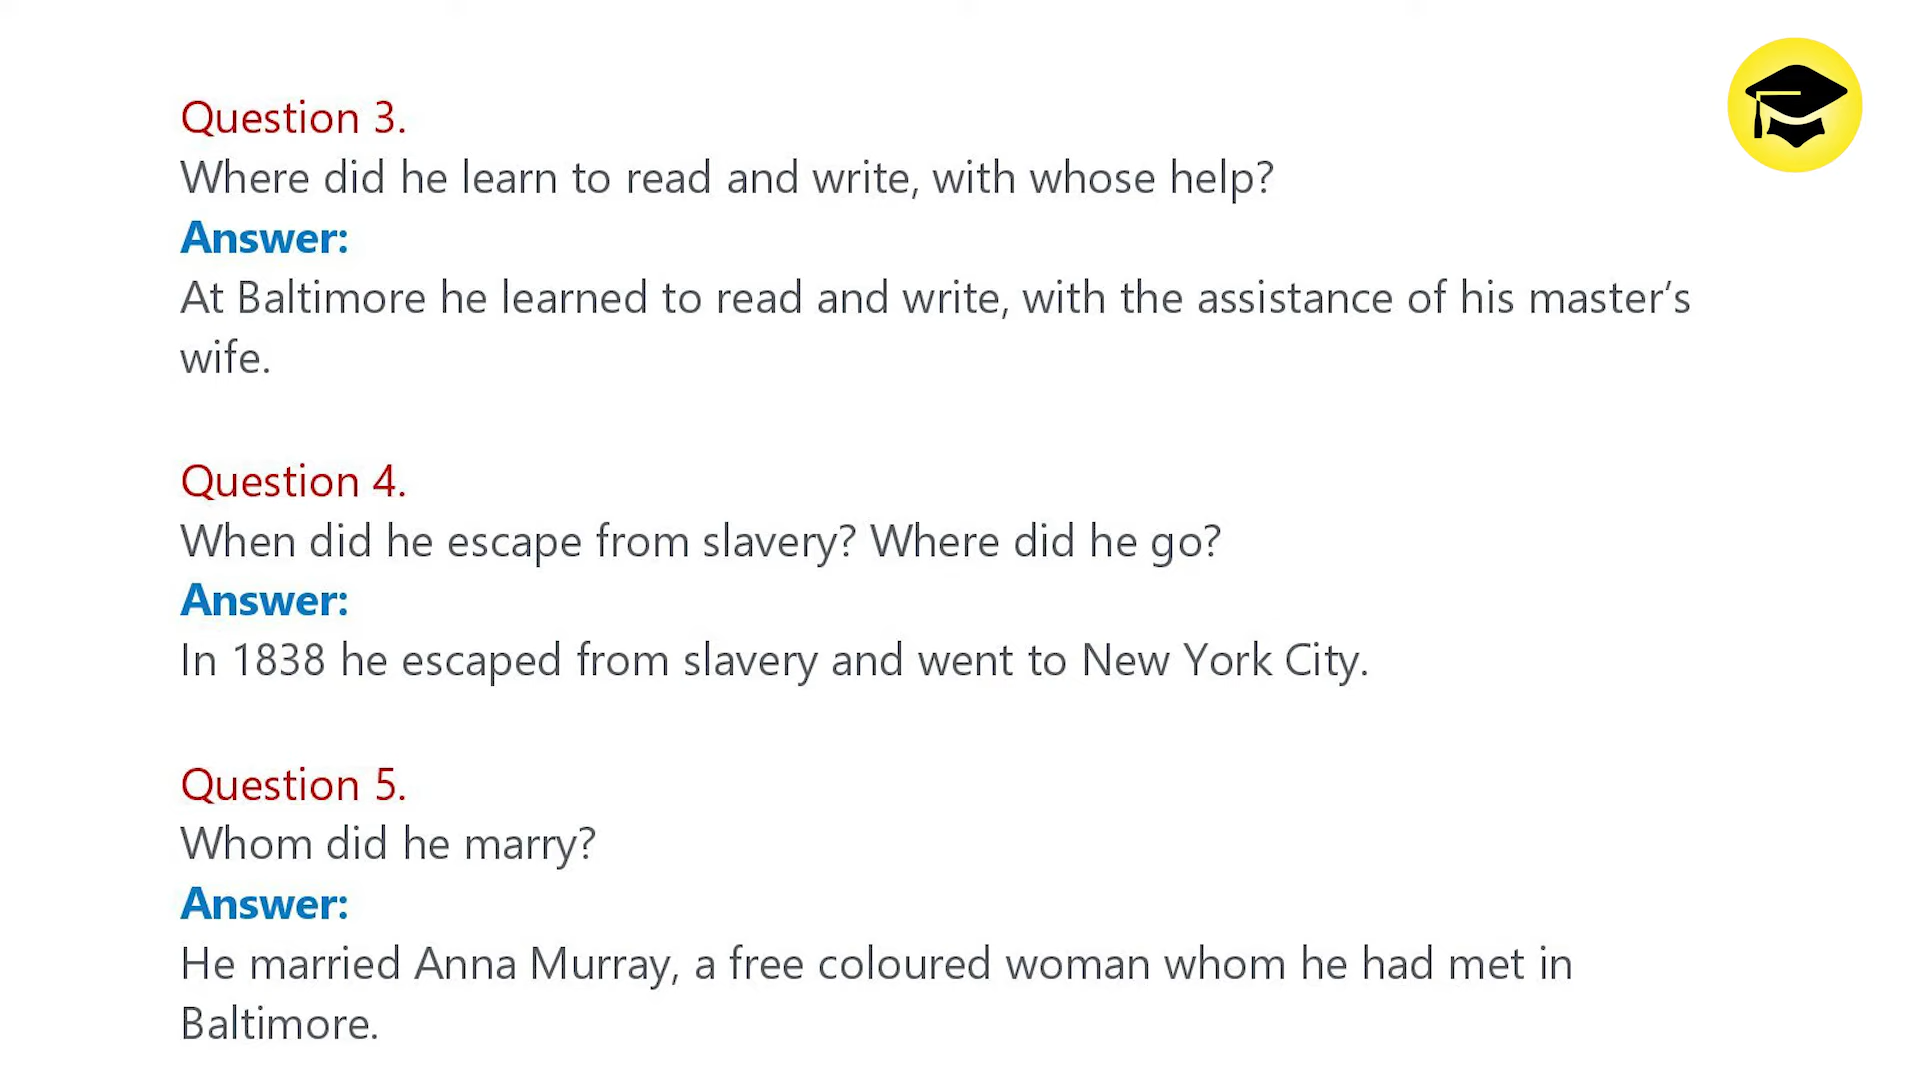 Question 3.
Where did he learn to read and write, with whose help?
Answer:
At Baltimore he learned to read and write, with the assistance of his master’s
wife.
Question 4.
When did he escape from slavery? Where did he go?
Answer:
In 1838 he escaped from slavery and went to New York City.
Question 5.
Whom did he marry?
Answer:
He married Anna Murray, a free coloured woman whom he had met in
Baltimore.